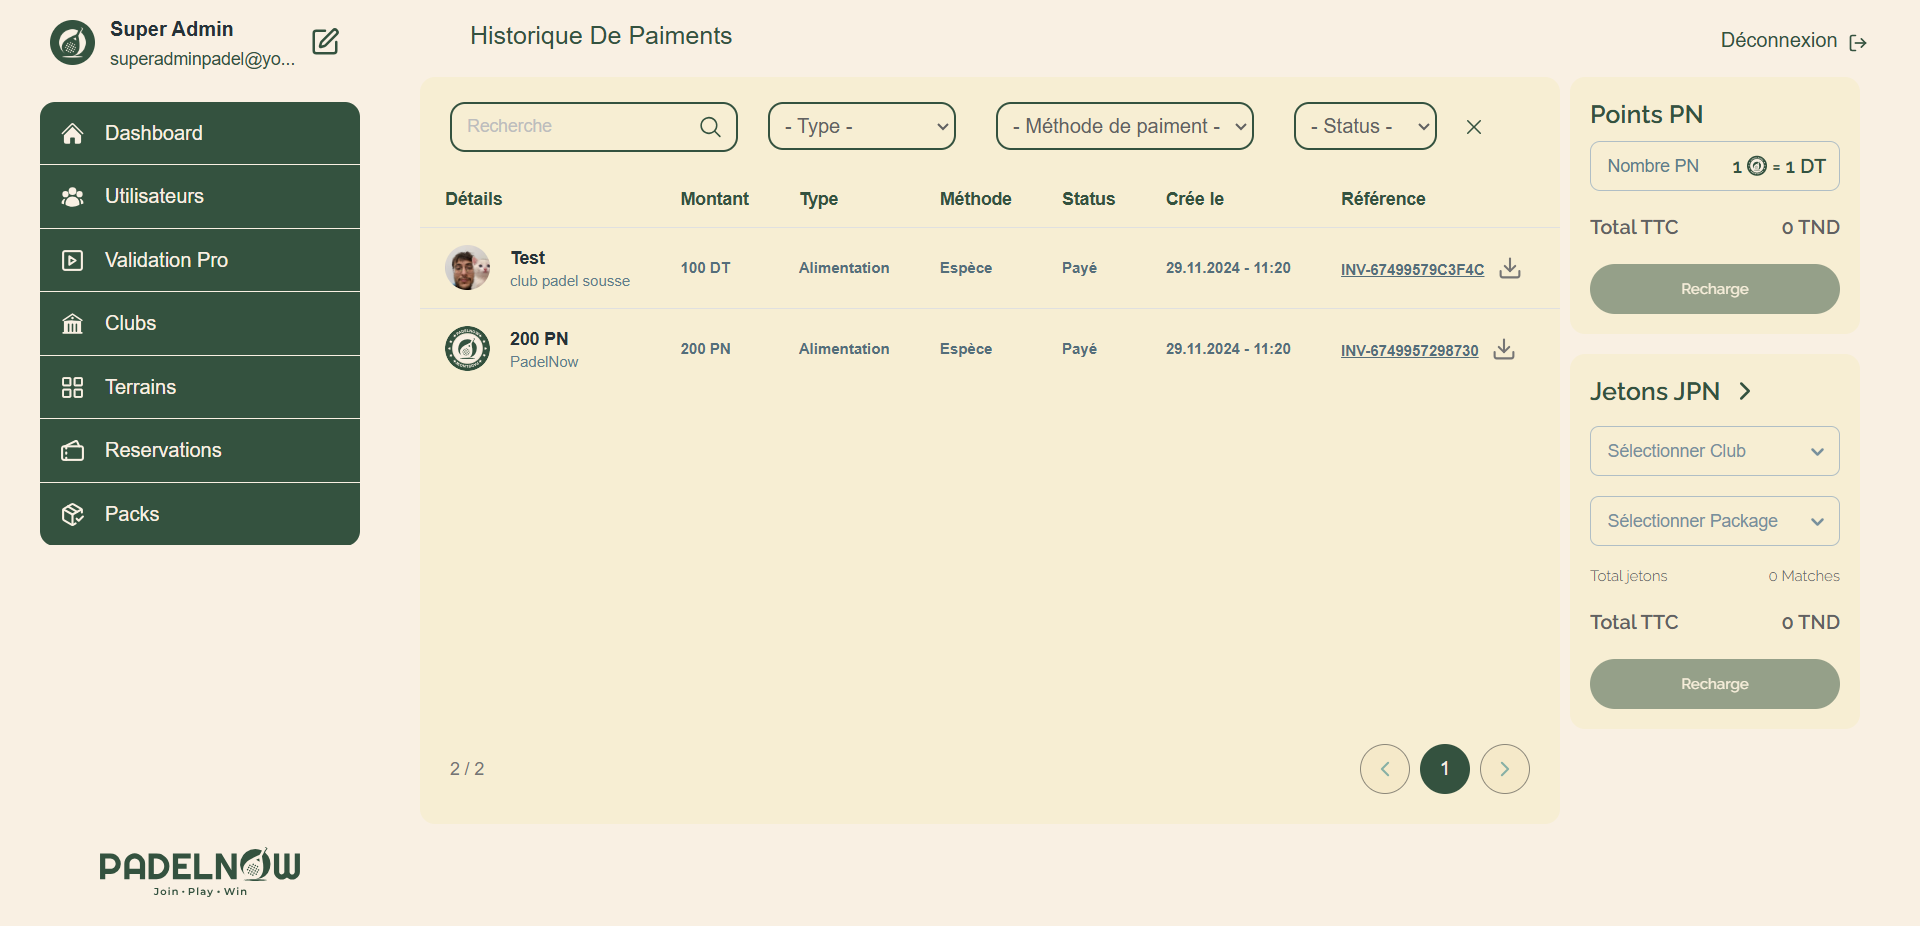 Super Admin
superadminpadel@yo...
Historique De Paiments
Déconnexion
Dashboard
Utilisateurs
Validation Pro
Clubs
Terrains
Reservations
Packs
Recherche
- Type -
- Méthode de paiment -
- Status -
Détails Montant Type Méthode Status Crée le Référence
Test
club padel sousse
100 DT Alimentation Espèce Payé 29.11.2024 - 11:20 INV-67499579C3F4C
200 PN
PadelNow
200 PN Alimentation Espèce Payé 29.11.2024 - 11:20 INV-6749957298730
2 / 2
1
Points PN
Nombre PN 1 = 1 DT
Total TTC 0 TND
Recharge
Jetons JPN
Sélectionner Club
Sélectionner Package
Total jetons 0 Matches
Total TTC 0 TND
Recharge
PADELNOW
Join • Play • Win